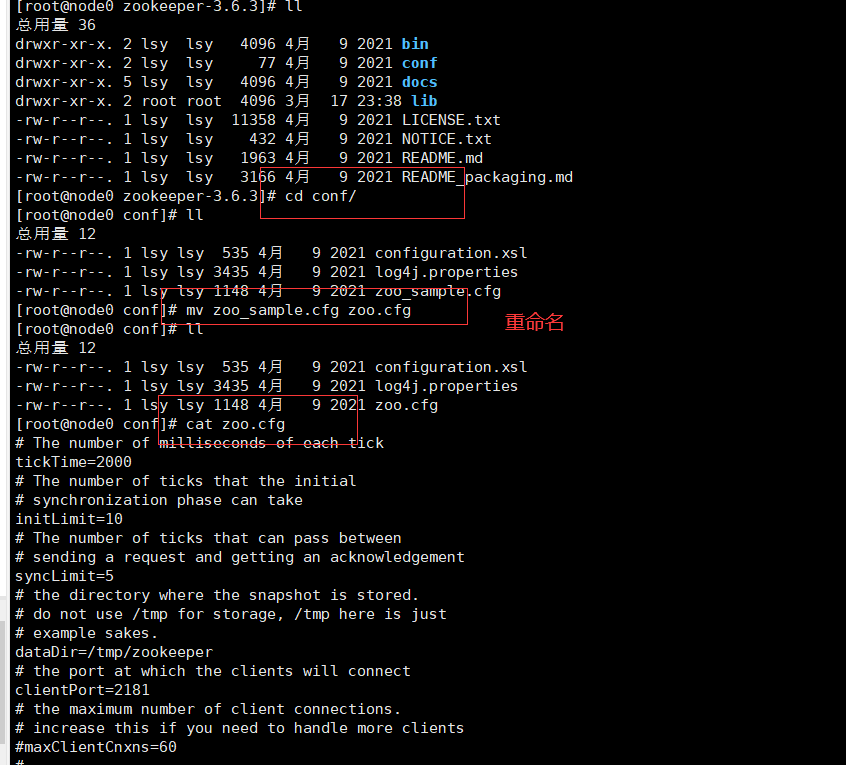 [root@node0 zookeeper-3.6.3]# ll
总用量 36
drwxr-xr-x. 2 lsy  lsy   4096 4月   9 2021 bin
drwxr-xr-x. 2 lsy  lsy     77 4月   9 2021 conf
drwxr-xr-x. 5 lsy  lsy   4096 4月   9 2021 docs
drwxr-xr-x. 2 root root  4096 3月  17 23:38 lib
-rw-r--r--. 1 lsy  lsy  11358 4月   9 2021 LICENSE.txt
-rw-r--r--. 1 lsy  lsy    432 4月   9 2021 NOTICE.txt
-rw-r--r--. 1 lsy  lsy   1963 4月   9 2021 README.md
-rw-r--r--. 1 lsy  lsy   3166 4月   9 2021 README_packaging.md
[root@node0 zookeeper-3.6.3]# cd conf/
[root@node0 conf]# ll
总用量 12
-rw-r--r--. 1 lsy lsy  535 4月   9 2021 configuration.xsl
-rw-r--r--. 1 lsy lsy 3435 4月   9 2021 log4j.properties
-rw-r--r--. 1 lsy lsy 1148 4月   9 2021 zoo_sample.cfg
[root@node0 conf]# mv zoo_sample.cfg zoo.cfg
重命名
[root@node0 conf]# ll
总用量 12
-rw-r--r--. 1 lsy lsy  535 4月   9 2021 configuration.xsl
-rw-r--r--. 1 lsy lsy 3435 4月   9 2021 log4j.properties
-rw-r--r--. 1 lsy lsy 1148 4月   9 2021 zoo.cfg
[root@node0 conf]# cat zoo.cfg
# The number of milliseconds of each tick
tickTime=2000
# The number of ticks that the initial
# synchronization phase can take
initLimit=10
# The number of ticks that can pass between
# sending a request and getting an acknowledgement
syncLimit=5
# the directory where the snapshot is stored.
# do not use /tmp for storage, /tmp here is just
# example sakes.
dataDir=/tmp/zookeeper
# the port at which the clients will connect
clientPort=2181
# the maximum number of client connections.
# increase this if you need to handle more clients
#maxClientCnxns=60
#